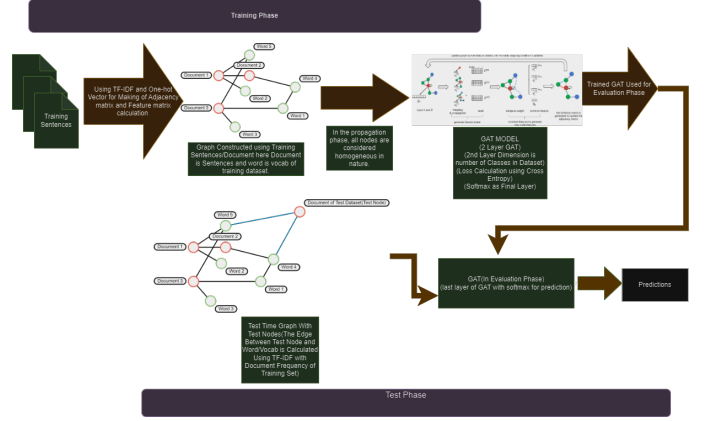 Training Phase
Training
Sentences
Using TF-IDF and One-hot
Vector for Making of Adjacency
matrix and Feature matrix
calculation
Word 5
Document 2
Document 1
Word 4
Word 2
Document 3
Word 1
Word 3
Graph Constructed using Training
Sentences/Document here Document
is Sentences and word is vocab of
training dataset.
In the propagation
phase, all nodes are
considered
homogeneous in
nature.
GAT MODEL
(2 Layer GAT)
(2nd Layer Dimension is
number of Classes in Dataset)
(Loss Calculation using Cross
Entropy)
(Softmax as Final Layer)
Trained GAT Used for
Evaluation Phase
Document of Test Dataset(Test Node)
Word 5
Document 2
Document 1
Word 4
Word 2
Document 3
Word 1
Word 3
Test Time Graph With
Test Nodes(The Edge
Between Test Node and
Word/Vocab is Calculated
Using TF-IDF with
Document Frequency of
Training Set)
GAT(In Evaluation Phase)
(last layer of GAT with softmax for prediction)
Predictions
Test Phase